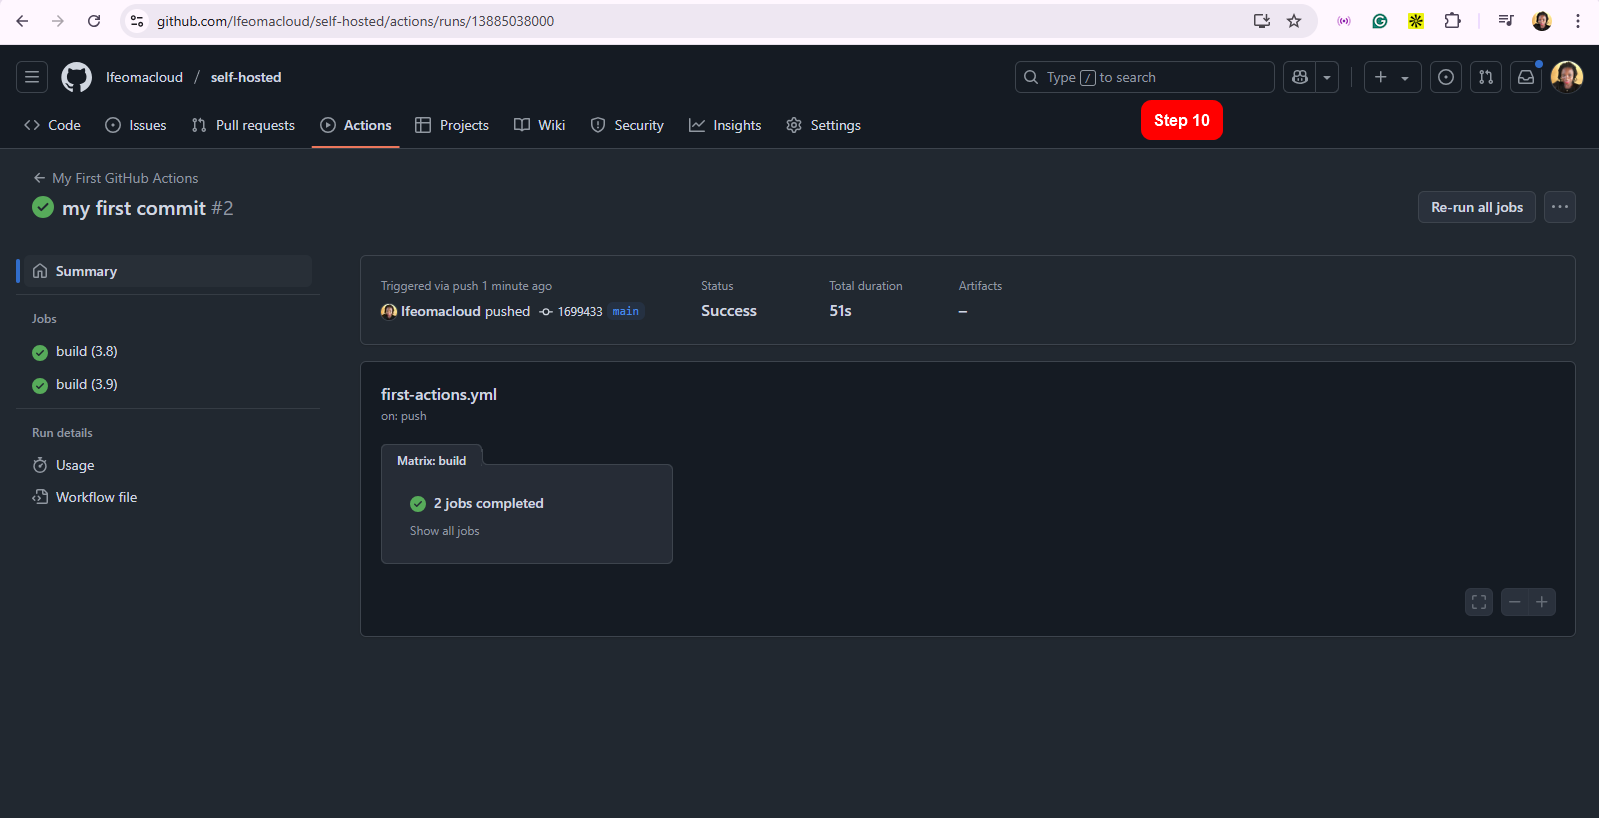 github.com/Ifeomacloud/self-hosted/actions/runs/13885038000
Ifeomacloud / self-hosted
Type / to search
Code Issues Pull requests Actions Projects Wiki Security Insights Settings
Step 10
← My First GitHub Actions
my first commit #2
Re-run all jobs
Summary
Jobs
build (3.8)
build (3.9)
Run details
Usage
Workflow file
Triggered via push 1 minute ago
Ifeomacloud pushed 1699433 main
Status
Success
Total duration
51s
Artifacts
–
first-actions.yml
on: push
Matrix: build
2 jobs completed
Show all jobs